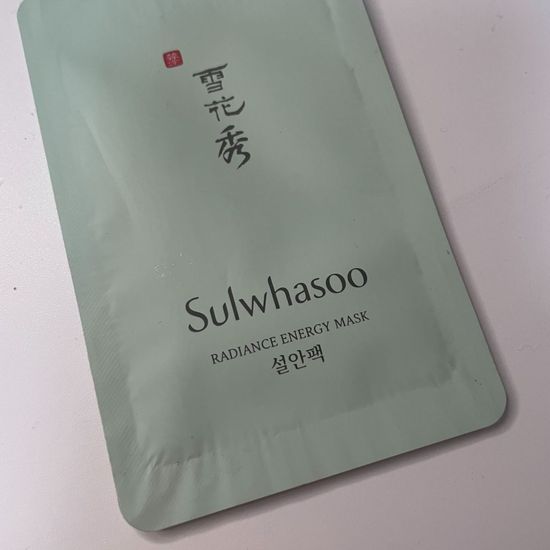 雪花秀
Sulwhasoo
RADIANCE ENERGY MASK
설안팩